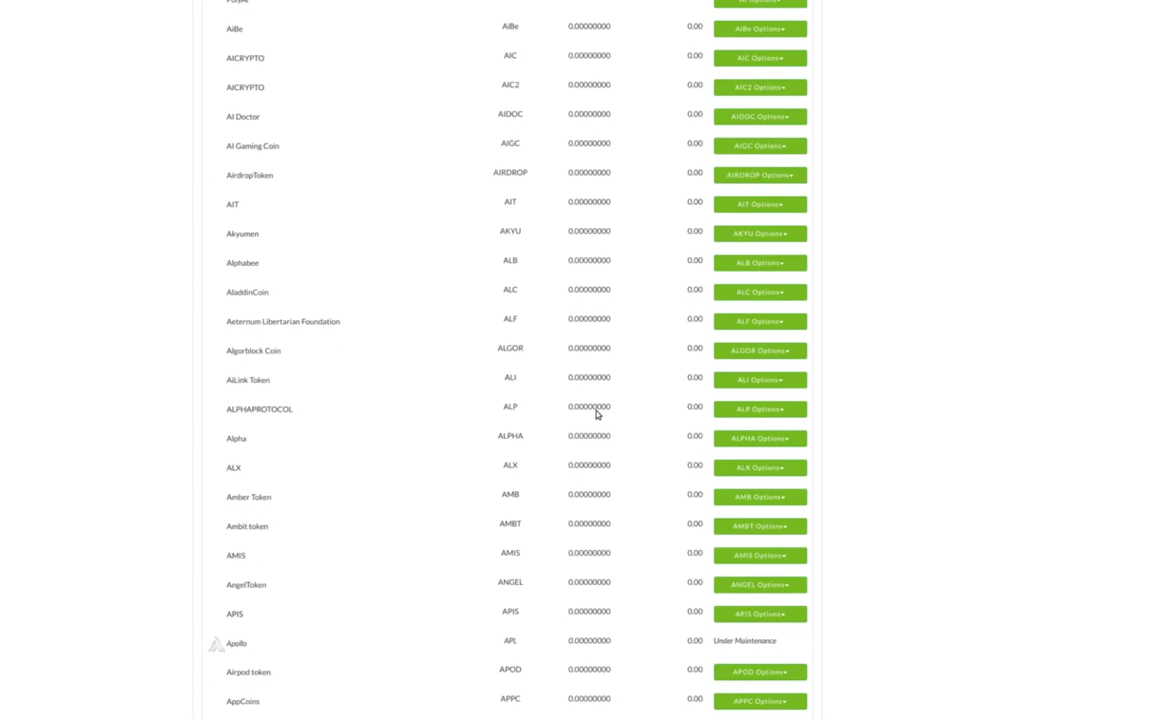 AiBe AiBe 0.00000000 0.00 AiBe Options
AICRYPTO AIC 0.00000000 0.00 AIC Options
AICRYPTO AIC2 0.00000000 0.00 AIC2 Options
AI Doctor AIDOC 0.00000000 0.00 AIDOC Options
AI Gaming Coin AIGC 0.00000000 0.00 AIGC Options
AirdropToken AIRDROP 0.00000000 0.00 AIRDROP Options
AIT AIT 0.00000000 0.00 AIT Options
Akyumen AKYU 0.00000000 0.00 AKYU Options
Alphabee ALB 0.00000000 0.00 ALB Options
AladdinCoin ALC 0.00000000 0.00 ALC Options
Aeternum Libertarian Foundation ALF 0.00000000 0.00 ALF Options
Algorblock Coin ALGOR 0.00000000 0.00 ALGOR Options
AiLink Token ALI 0.00000000 0.00 ALI Options
ALPHAPROTOCOL ALP 0.00000000 0.00 ALP Options
Alpha ALPHA 0.00000000 0.00 ALPHA Options
ALX ALX 0.00000000 0.00 ALX Options
Amber Token AMB 0.00000000 0.00 AMB Options
Ambit token AMBT 0.00000000 0.00 AMBT Options
AMIS AMIS 0.00000000 0.00 AMIS Options
AngelToken ANGEL 0.00000000 0.00 ANGEL Options
APIS APIS 0.00000000 0.00 APIS Options
Apollo APL 0.00000000 0.00 Under Maintenance
Airpod token APOD 0.00000000 0.00 APOD Options
AppCoins APPC 0.00000000 0.00 APPC Options